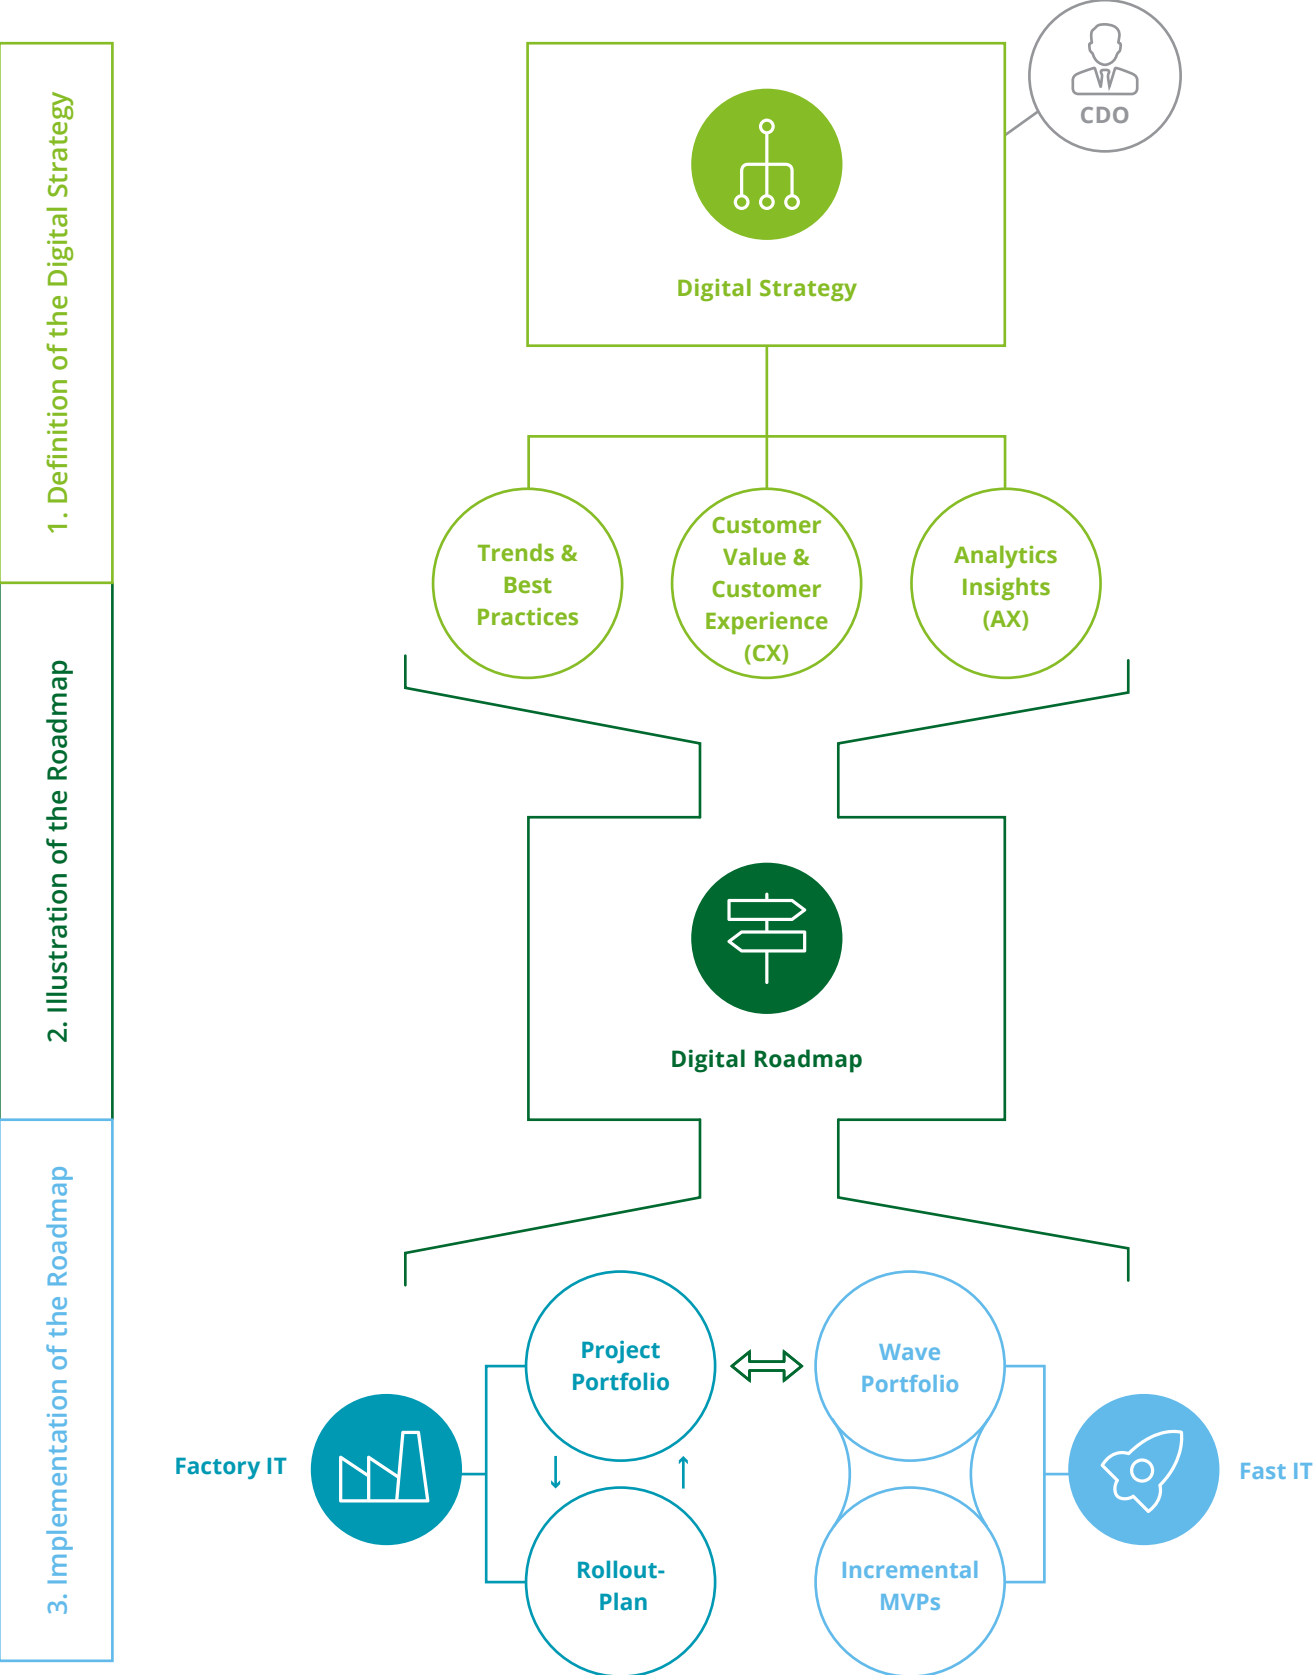 CDO
1. Definition of the Digital Strategy
Digital Strategy
Trends &
Best
Practices
Customer
Value &
Customer
Experience
(CX)
Analytics
Insights
(AX)
2. Illustration of the Roadmap
Digital Roadmap
3. Implementation of the Roadmap
Factory IT
Project
Portfolio
Rollout-
Plan
Wave
Portfolio
Incremental
MVPs
Fast IT